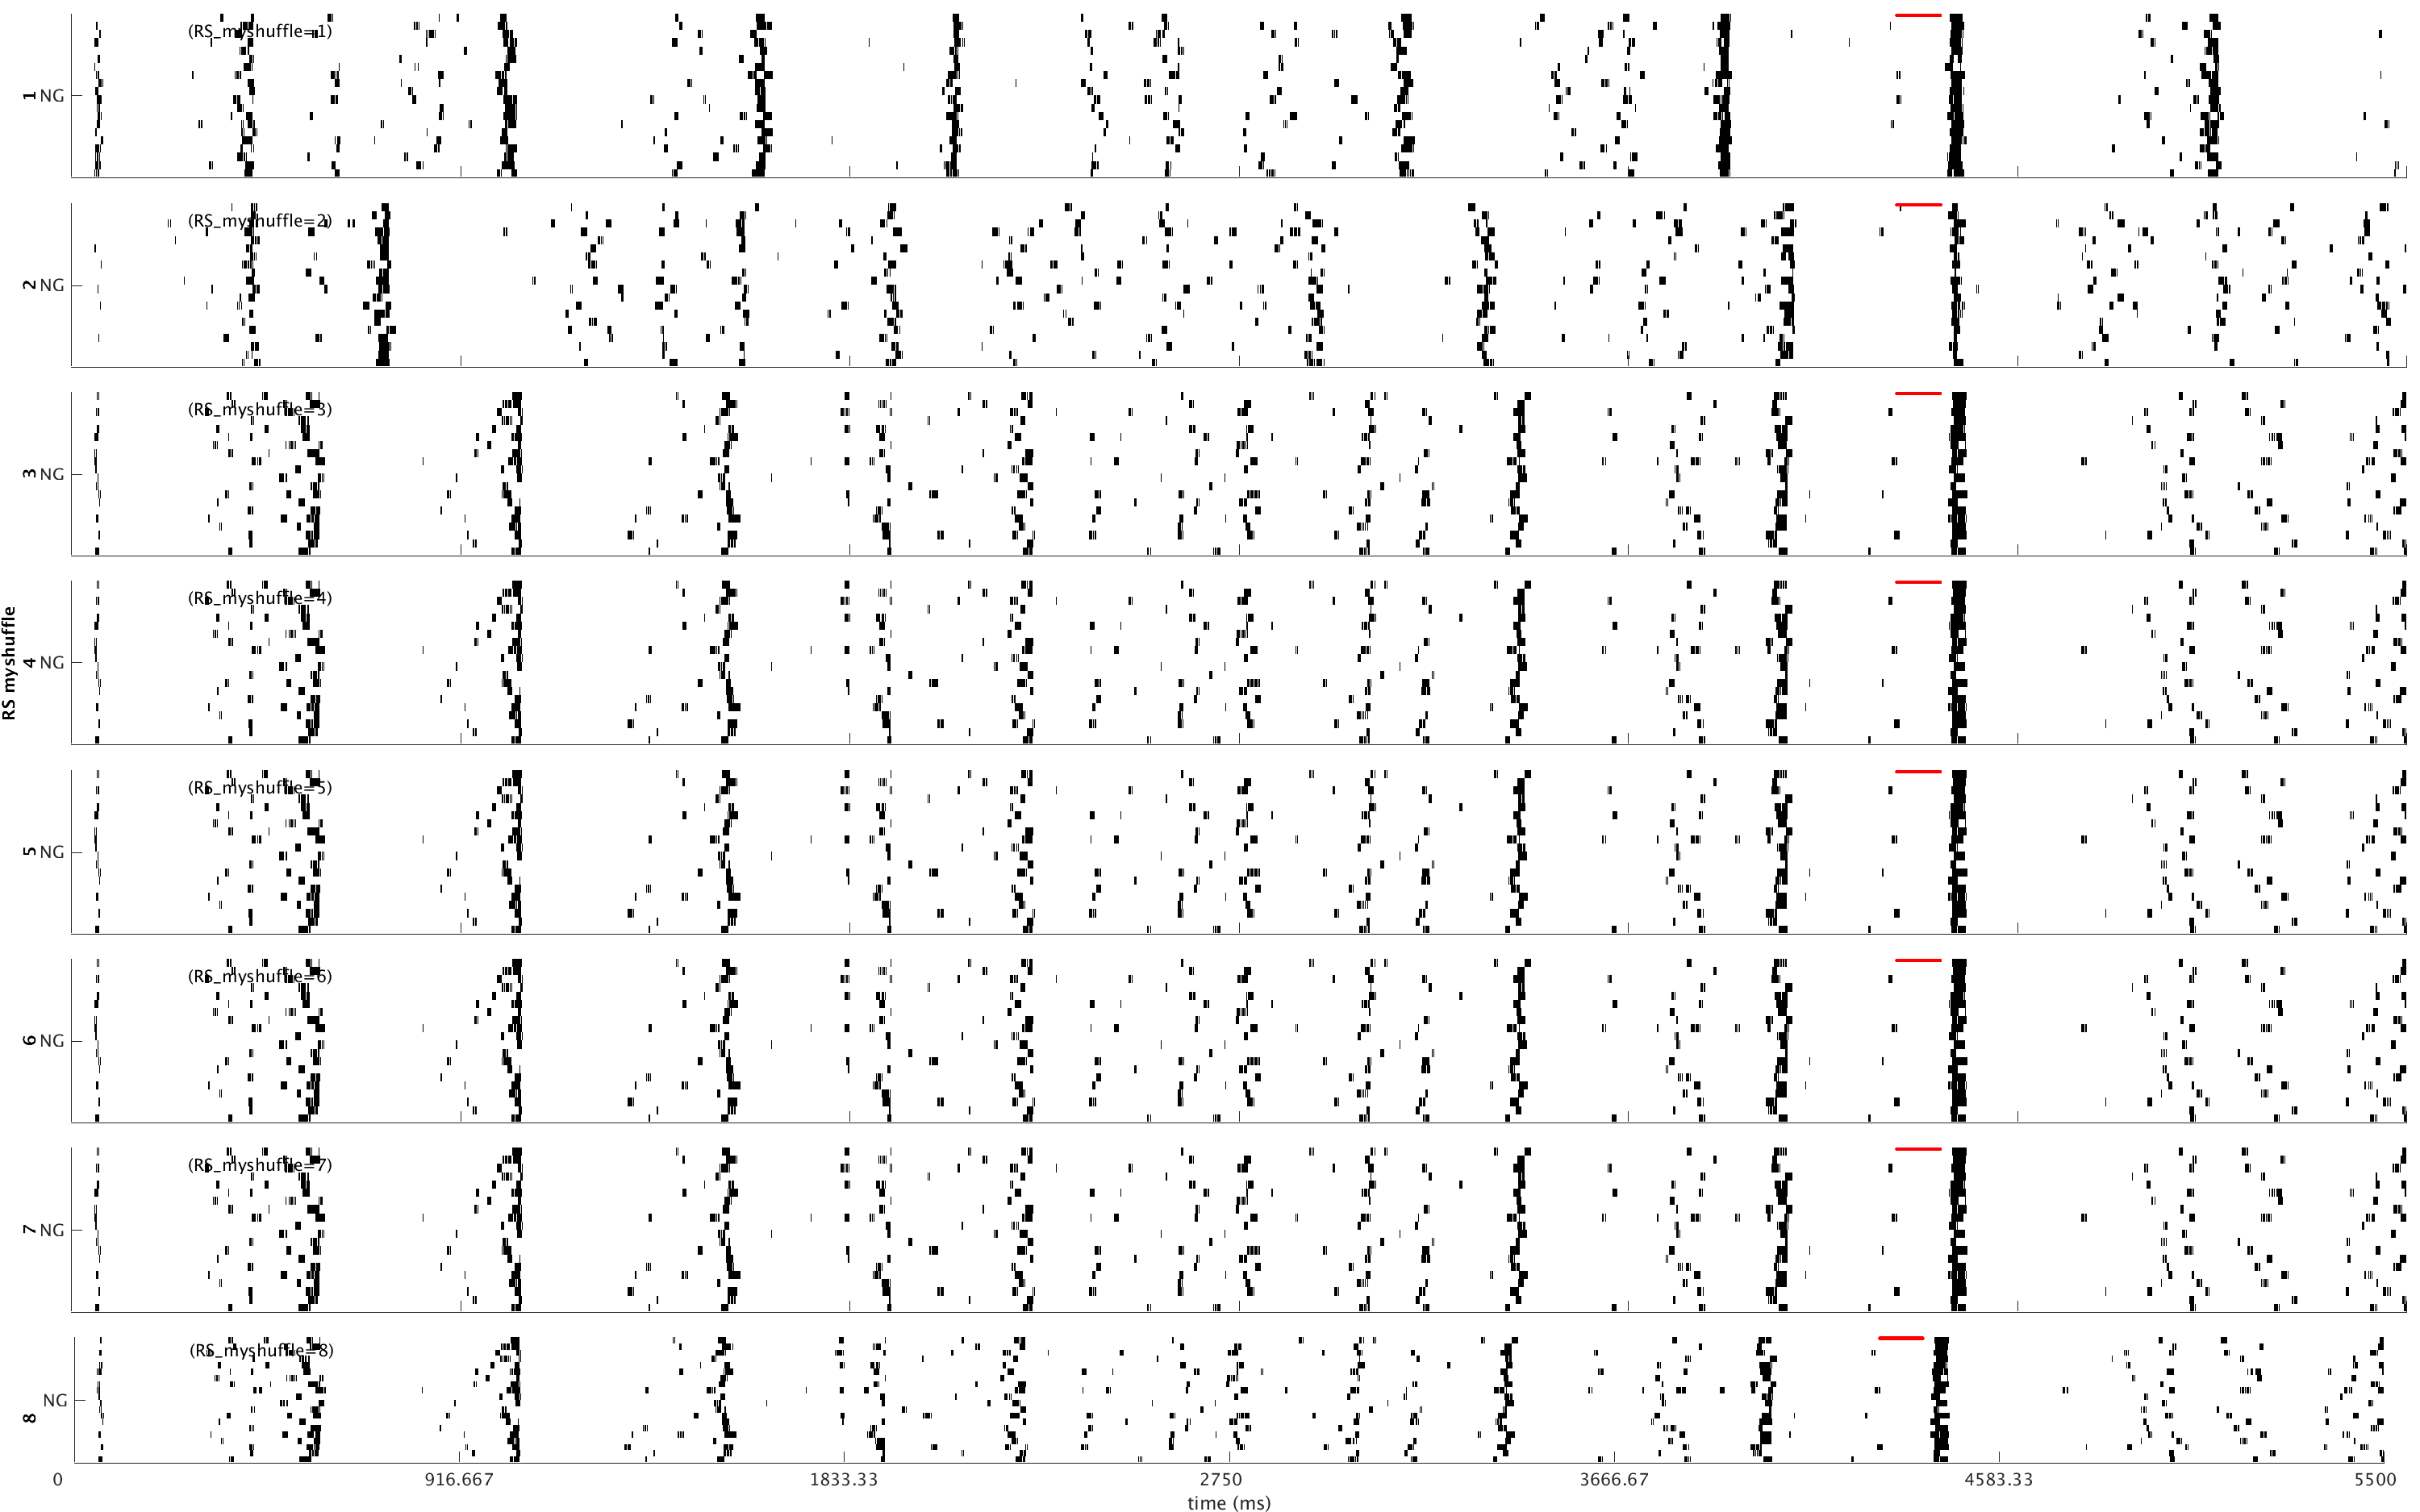 (RS_myshuffle=1)
1 NG
(RS_myshuffle=2)
2 NG
(RS_myshuffle=3)
3 NG
(RS_myshuffle=4)
4 NG
RS myshuffle
(RS_myshuffle=5)
5 NG
(RS_myshuffle=6)
6 NG
(RS_myshuffle=7)
7 NG
(RS_myshuffle=8)
8 NG
0 916.667 1833.33 2750 3666.67 4583.33 5500
time (ms)